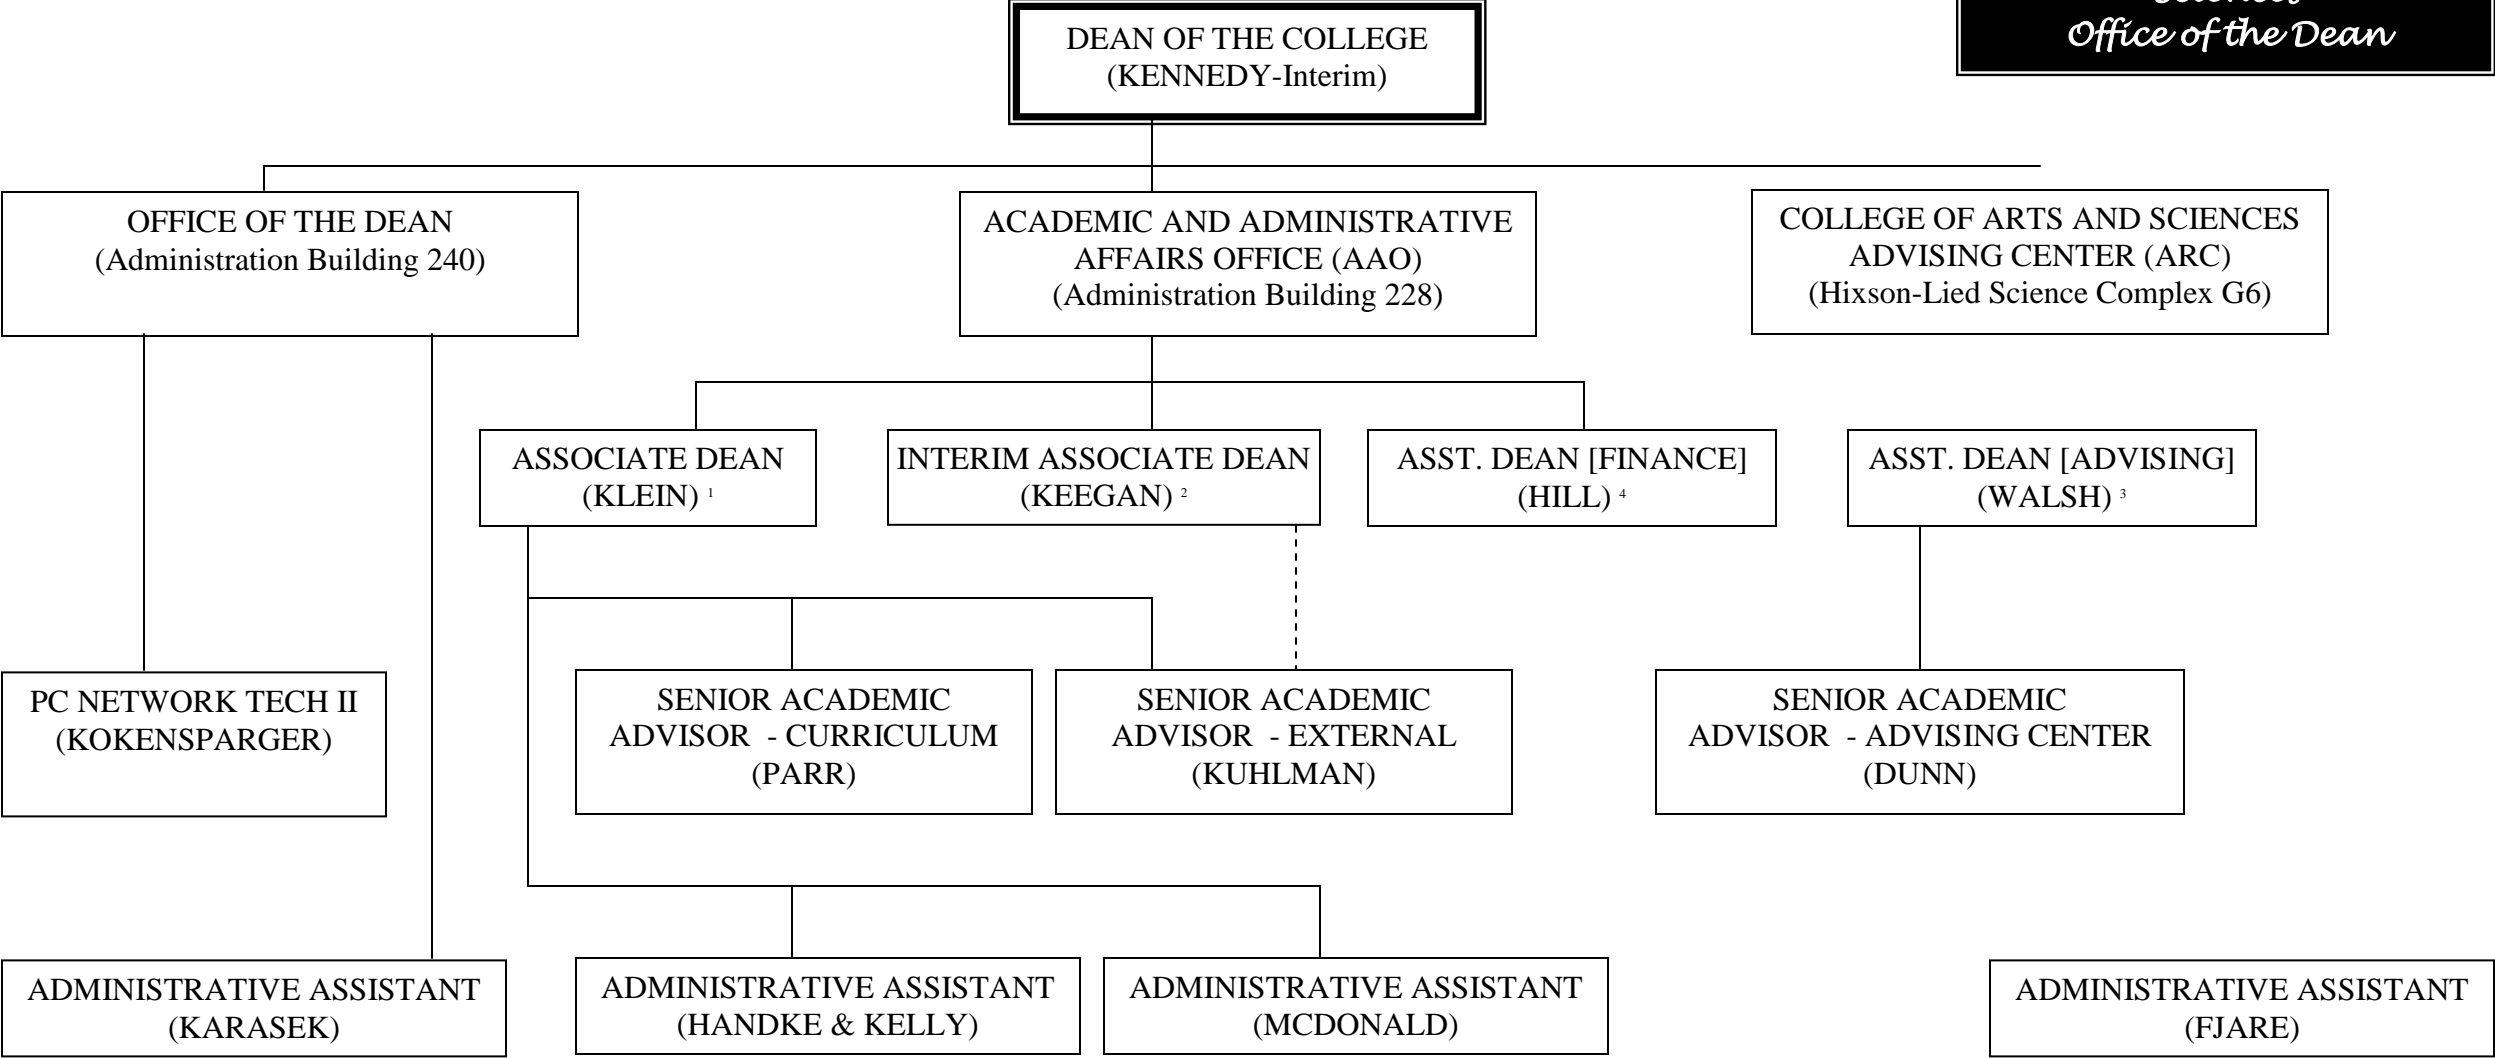 Office of the Dean
DEAN OF THE COLLEGE
(KENNEDY-Interim)
OFFICE OF THE DEAN
(Administration Building 240)
ACADEMIC AND ADMINISTRATIVE
AFFAIRS OFFICE (AAO)
(Administration Building 228)
COLLEGE OF ARTS AND SCIENCES
ADVISING CENTER (ARC)
(Hixson-Lied Science Complex G6)
ASSOCIATE DEAN
(KLEIN) 1
INTERIM ASSOCIATE DEAN
(KEEGAN) 2
ASST. DEAN [FINANCE]
(HILL) 4
ASST. DEAN [ADVISING]
(WALSH) 3
PC NETWORK TECH II
(KOKENSPARGER)
SENIOR ACADEMIC
ADVISOR - CURRICULUM
(PARR)
SENIOR ACADEMIC
ADVISOR - EXTERNAL
(KUHLMAN)
SENIOR ACADEMIC
ADVISOR - ADVISING CENTER
(DUNN)
ADMINISTRATIVE ASSISTANT
(KARASEK)
ADMINISTRATIVE ASSISTANT
(HANDKE & KELLY)
ADMINISTRATIVE ASSISTANT
(MCDONALD)
ADMINISTRATIVE ASSISTANT
(FJARE)